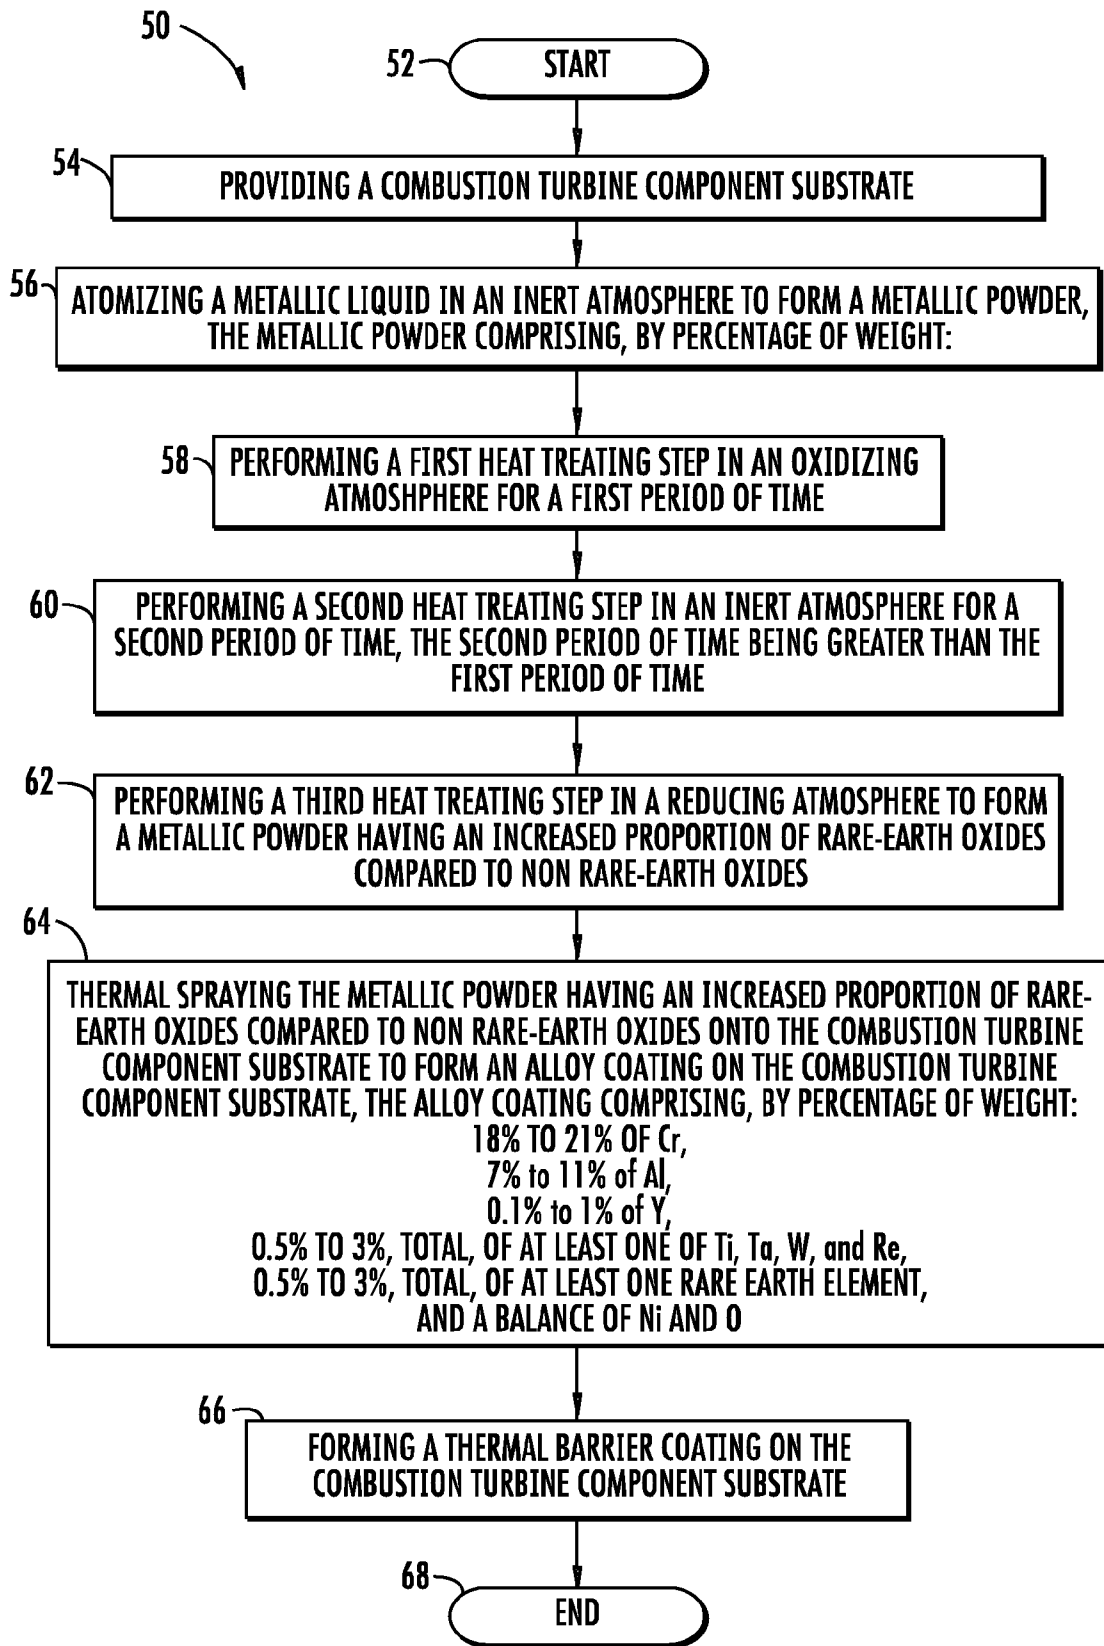 50
52
START
54
PROVIDING A COMBUSTION TURBINE COMPONENT SUBSTRATE
56
ATOMIZING A METALLIC LIQUID IN AN INERT ATMOSPHERE TO FORM A METALLIC POWDER,
THE METALLIC POWDER COMPRISING, BY PERCENTAGE OF WEIGHT:
58
PERFORMING A FIRST HEAT TREATING STEP IN AN OXIDIZING
ATMOSHPHERE FOR A FIRST PERIOD OF TIME
60
PERFORMING A SECOND HEAT TREATING STEP IN AN INERT ATMOSPHERE FOR A
SECOND PERIOD OF TIME, THE SECOND PERIOD OF TIME BEING GREATER THAN THE
FIRST PERIOD OF TIME
62
PERFORMING A THIRD HEAT TREATING STEP IN A REDUCING ATMOSPHERE TO FORM
A METALLIC POWDER HAVING AN INCREASED PROPORTION OF RARE-EARTH OXIDES
COMPARED TO NON RARE-EARTH OXIDES
64
THERMAL SPRAYING THE METALLIC POWDER HAVING AN INCREASED PROPORTION OF RARE-
EARTH OXIDES COMPARED TO NON RARE-EARTH OXIDES ONTO THE COMBUSTION TURBINE
COMPONENT SUBSTRATE TO FORM AN ALLOY COATING ON THE COMBUSTION TURBINE
COMPONENT SUBSTRATE, THE ALLOY COATING COMPRISING, BY PERCENTAGE OF WEIGHT:
18% TO 21% OF Cr,
7% to 11% of Al,
0.1% to 1% of Y,
0.5% TO 3%, TOTAL, OF AT LEAST ONE OF Ti, Ta, W, and Re,
0.5% TO 3%, TOTAL, OF AT LEAST ONE RARE EARTH ELEMENT,
AND A BALANCE OF Ni AND O
66
FORMING A THERMAL BARRIER COATING ON THE
COMBUSTION TURBINE COMPONENT SUBSTRATE
68
END